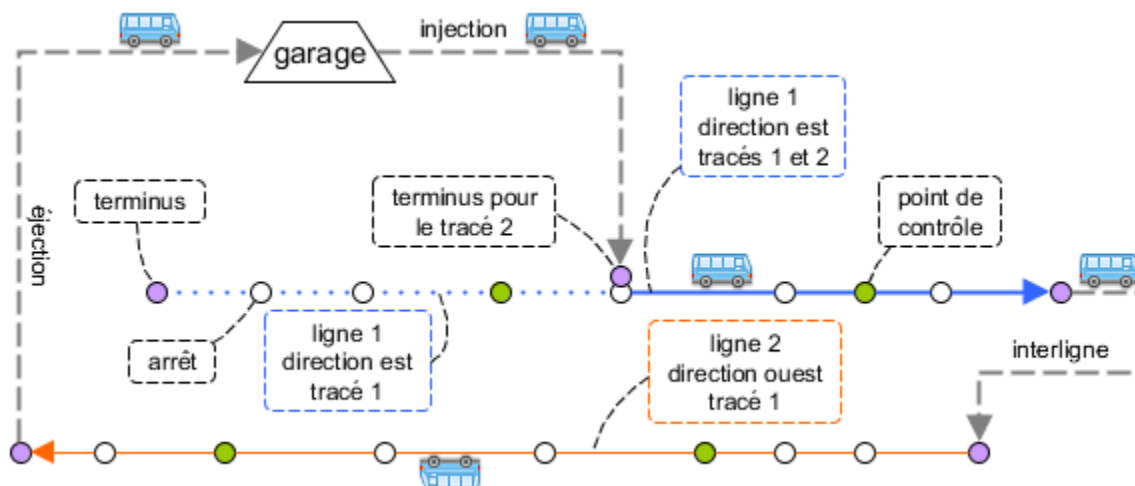 injection
garage
ligne 1
direction est
tracés 1 et 2
terminus
terminus pour
le tracé 2
point de
contrôle
éjection
arrêt
ligne 1
direction est
tracé 1
ligne 2
direction ouest
tracé 1
interligne